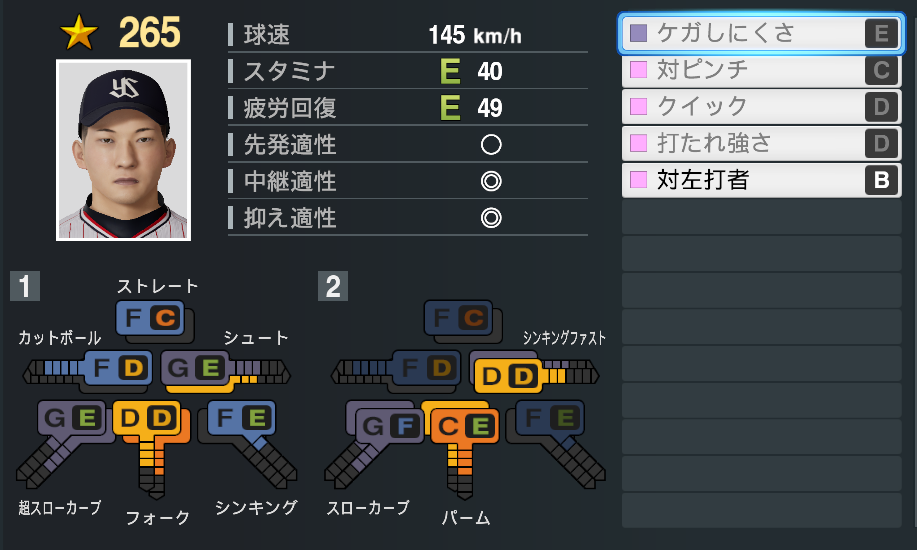 265
球速 145 km/h
スタミナ E 40
疲労回復 E 49
先発適性 ○
中継適性 ◎
抑え適性 ◎
YS
ケガしにくさ E
対ピンチ C
クイック D
打たれ強さ D
対左打者 B
1
ストレート
F C
カットボール
シュート
F D
G E
G E
D D
F E
超スローカーブ
フォーク
シンキング
2
F C
シンキングファスト
F D
D D
G F
C E
F E
スローカーブ
パーム